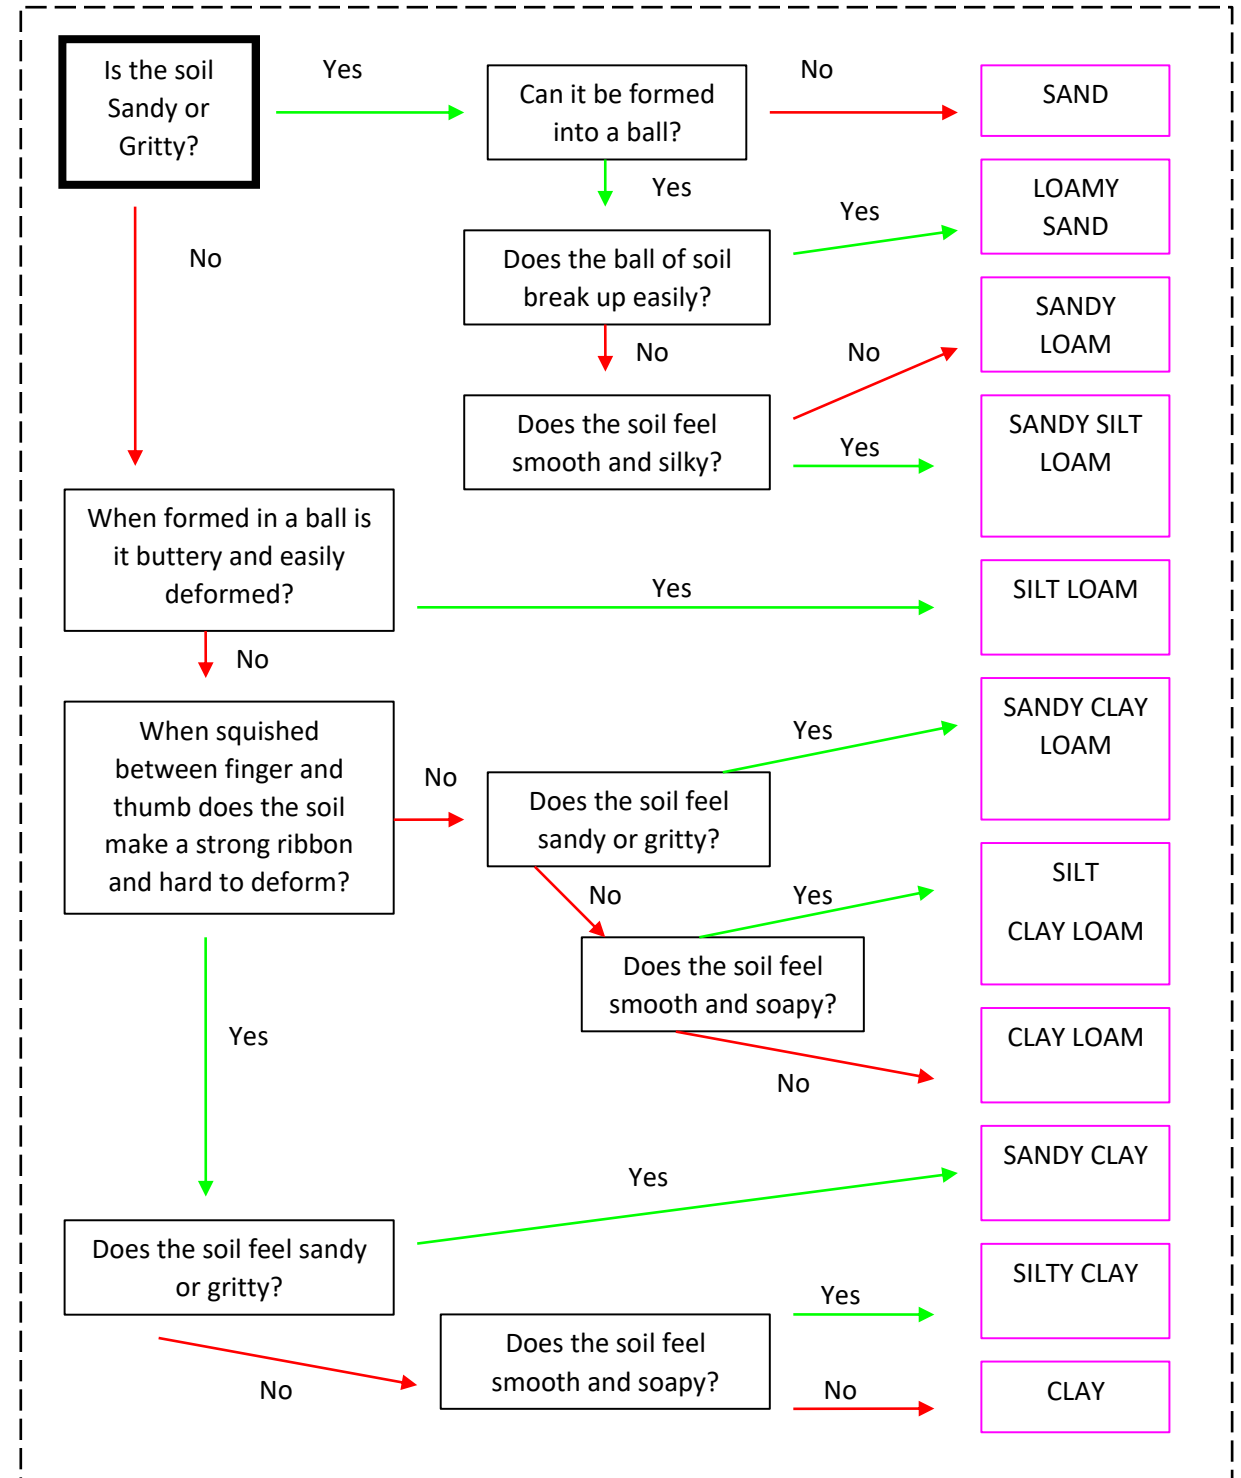 Is the soil
Sandy or
Gritty?
Yes
Can it be formed
into a ball?
No
SAND
Yes
LOAMY
SAND
Yes
No
Does the ball of soil
break up easily?
SANDY
LOAM
No
No
Does the soil feel
smooth and silky?
Yes
SANDY SILT
LOAM
When formed in a ball is
it buttery and easily
deformed?
Yes
SILT LOAM
No
When squished
between finger and
thumb does the soil
make a strong ribbon
and hard to deform?
No
Does the soil feel
sandy or gritty?
Yes
SANDY CLAY
LOAM
No
Yes
SILT
CLAY LOAM
Does the soil feel
smooth and soapy?
No
CLAY LOAM
Yes
Does the soil feel sandy
or gritty?
Yes
SANDY CLAY
No
Does the soil feel
smooth and soapy?
Yes
SILTY CLAY
No
CLAY